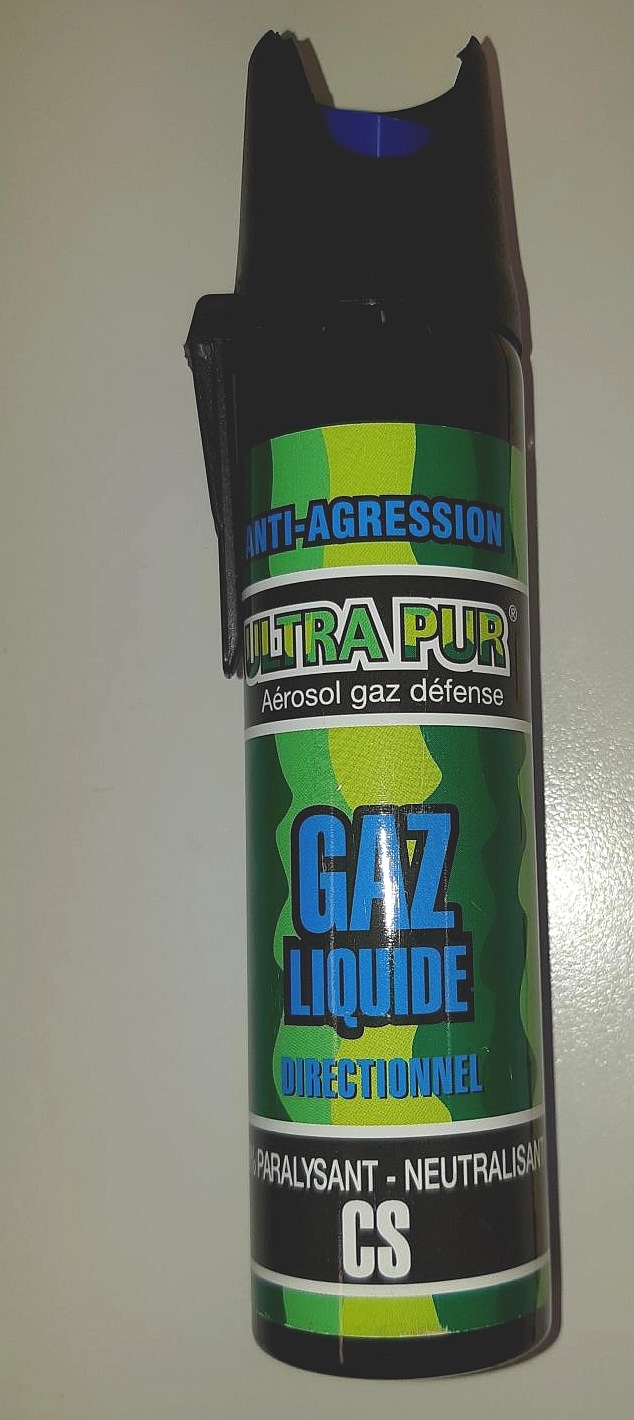 ANTI-AGRESSION
ULTRA PUR®
Aérosol gaz défense
GAZ
LIQUIDE
DIRECTIONNEL
% PARALYSANT - NEUTRALISANT
CS